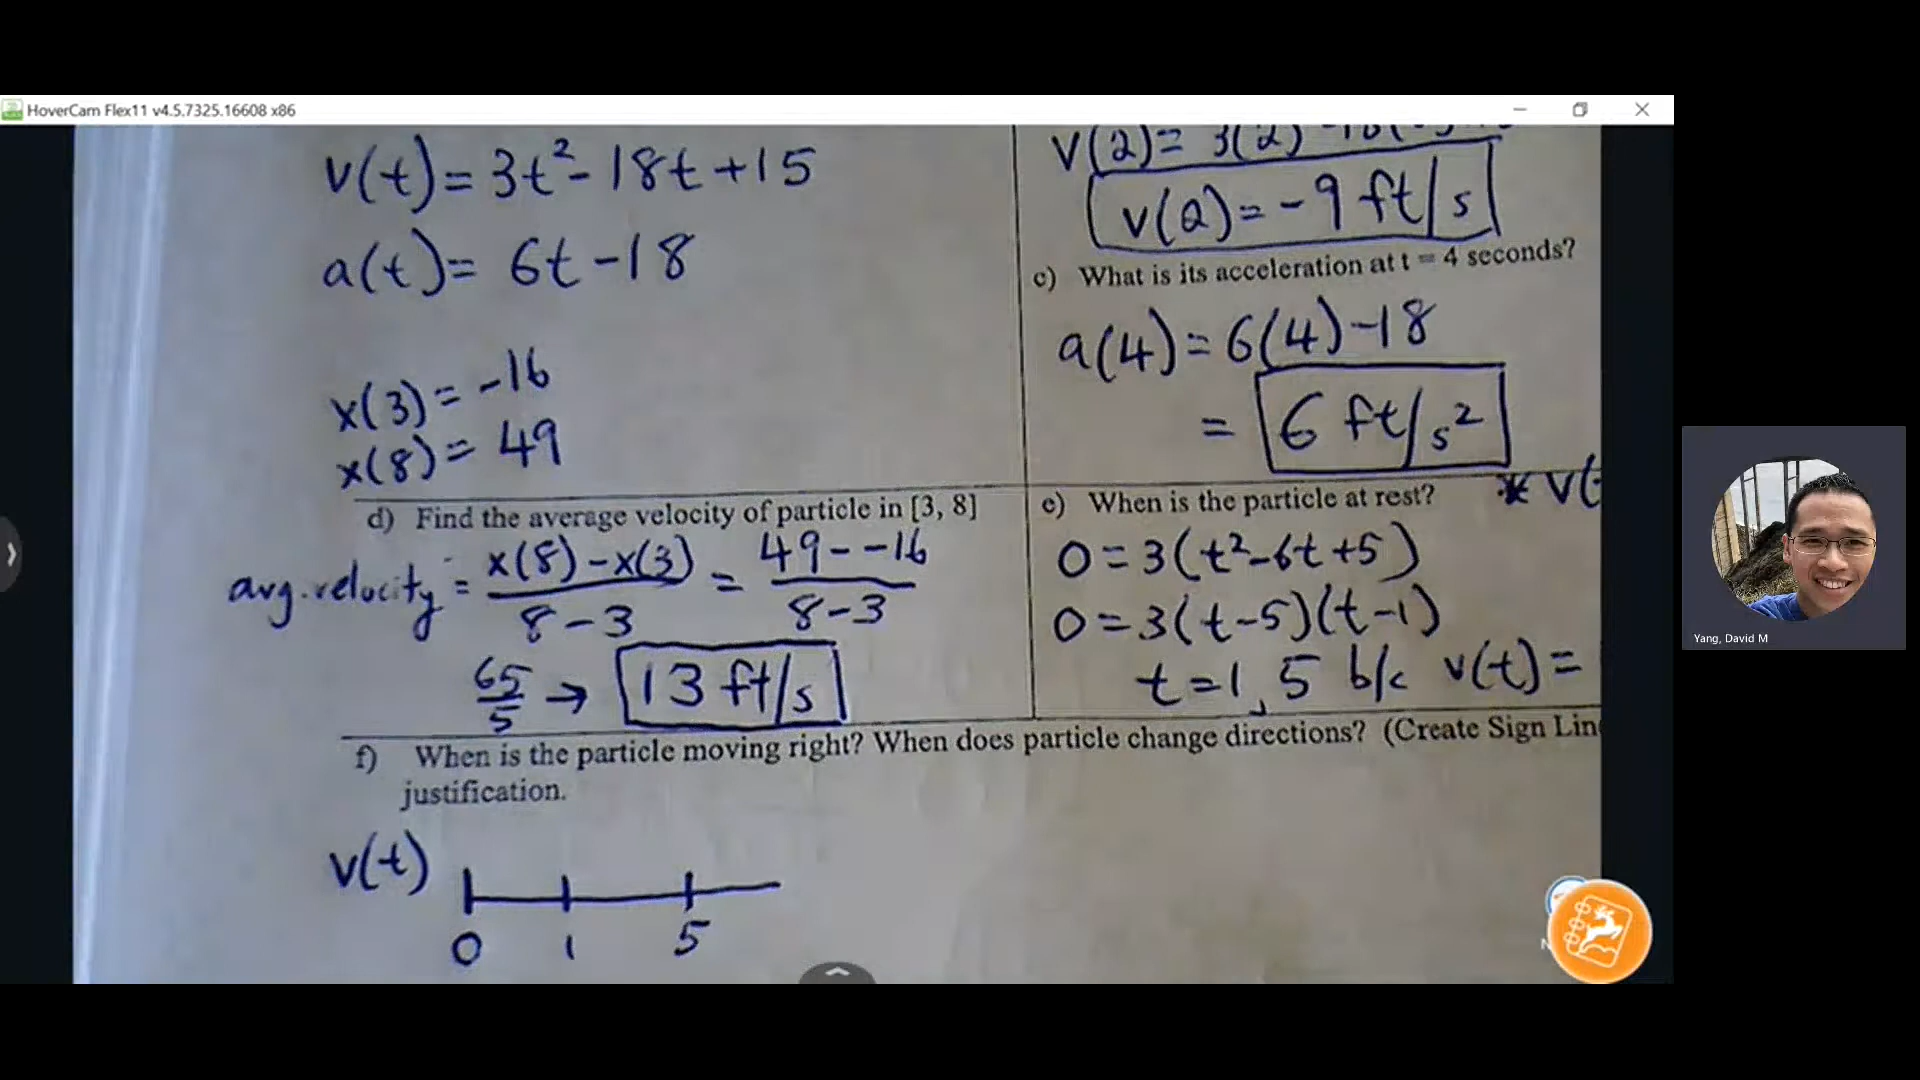 HoverCam Flex11 v4.5.7325.16608 x86
v(t) = 3t² - 18t + 15
a(t) = 6t - 18
x(3) = -16
x(8) = 49
v(2) = 3(2)
v(2) = -9 ft/s
c) What is its acceleration at t = 4 seconds?
a(4) = 6(4) - 18
= 6 ft/s²
d) Find the average velocity of particle in [3, 8]
avg. velocity = x(8) - x(3) / 8 - 3 = 49 - -16 / 8 - 3
65/5 → 13 ft/s
e) When is the particle at rest? * v(
0 = 3(t² - 6t + 5)
0 = 3(t - 5)(t - 1)
t = 1, 5 b/c v(t) =
f) When is the particle moving right? When does particle change directions? (Create Sign Lin
justification.
v(t)
0 1 5
Yang, David M